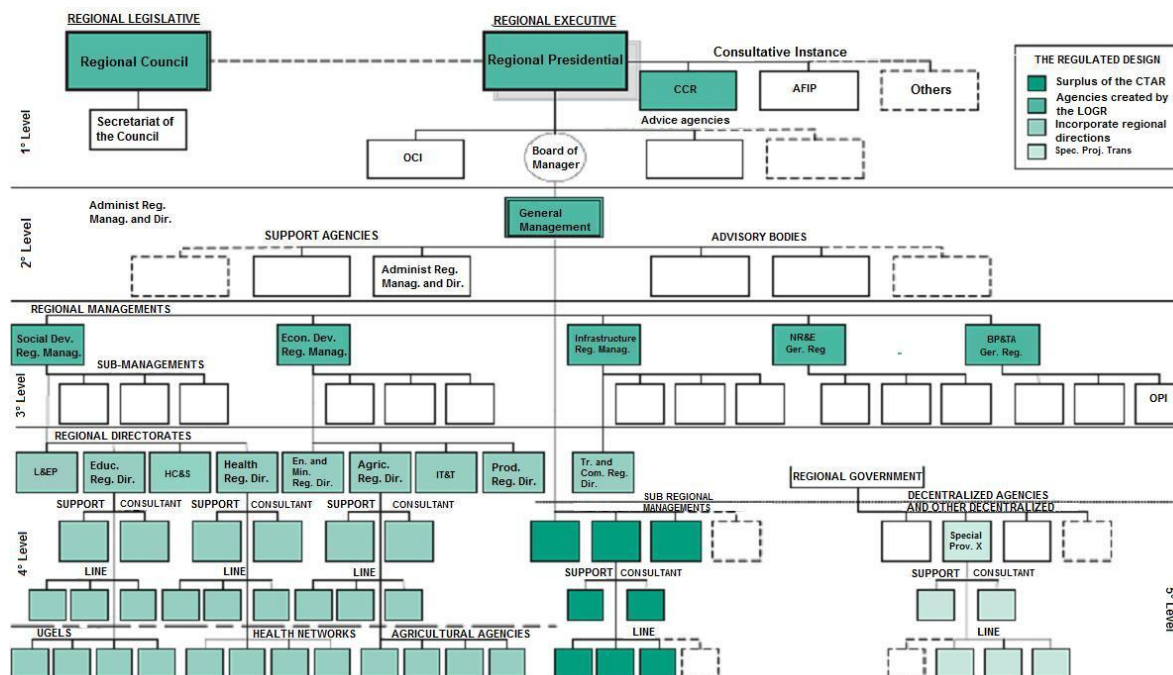 REGIONAL LEGISLATIVE
REGIONAL EXECUTIVE
Regional Council
Regional Presidential
Consultative Instance
CCR
AFIP
Others
THE REGULATED DESIGN
Surplus of the CTAR
Agencies created by
the LOGR
Incorporate regional
directions
Spec. Proj. Trans
1º Level
Secretariat of
the Council
Advice agencies
OCI
Board of
Manager
2º Level
Administ Reg.
Manag. and Dir.
General
Management
SUPPORT AGENCIES
ADVISORY BODIES
Administ Reg.
Manag. and Dir.
REGIONAL MANAGEMENTS
3º Level
Social Dev.
Reg. Manag.
Econ. Dev.
Reg. Manag.
Infrastructure
Reg. Manag.
NR&E
Ger. Reg
BP&TA
Ger. Reg.
SUB-MANAGEMENTS
OPI
REGIONAL DIRECTORATES
L&EP
Educ.
Reg. Dir.
HC&S
Health
Reg. Dir.
En. and
Min.
Reg. Dir.
Agric.
Reg. Dir.
IT&T
Prod.
Reg. Dir.
Tr. and
Com. Reg.
Dir.
REGIONAL GOVERNMENT
4º Level
SUPPORT
CONSULTANT
SUPPORT
CONSULTANT
SUPPORT
CONSULTANT
SUB REGIONAL
MANAGEMENTS
DECENTRALIZED AGENCIES
AND OTHER DECENTRALIZED
Special
Prov. X
LINE
LINE
LINE
SUPPORT
CONSULTANT
SUPPORT
CONSULTANT
5º Level
UGELS
HEALTH NETWORKS
AGRICULTURAL AGENCIES
LINE
LINE